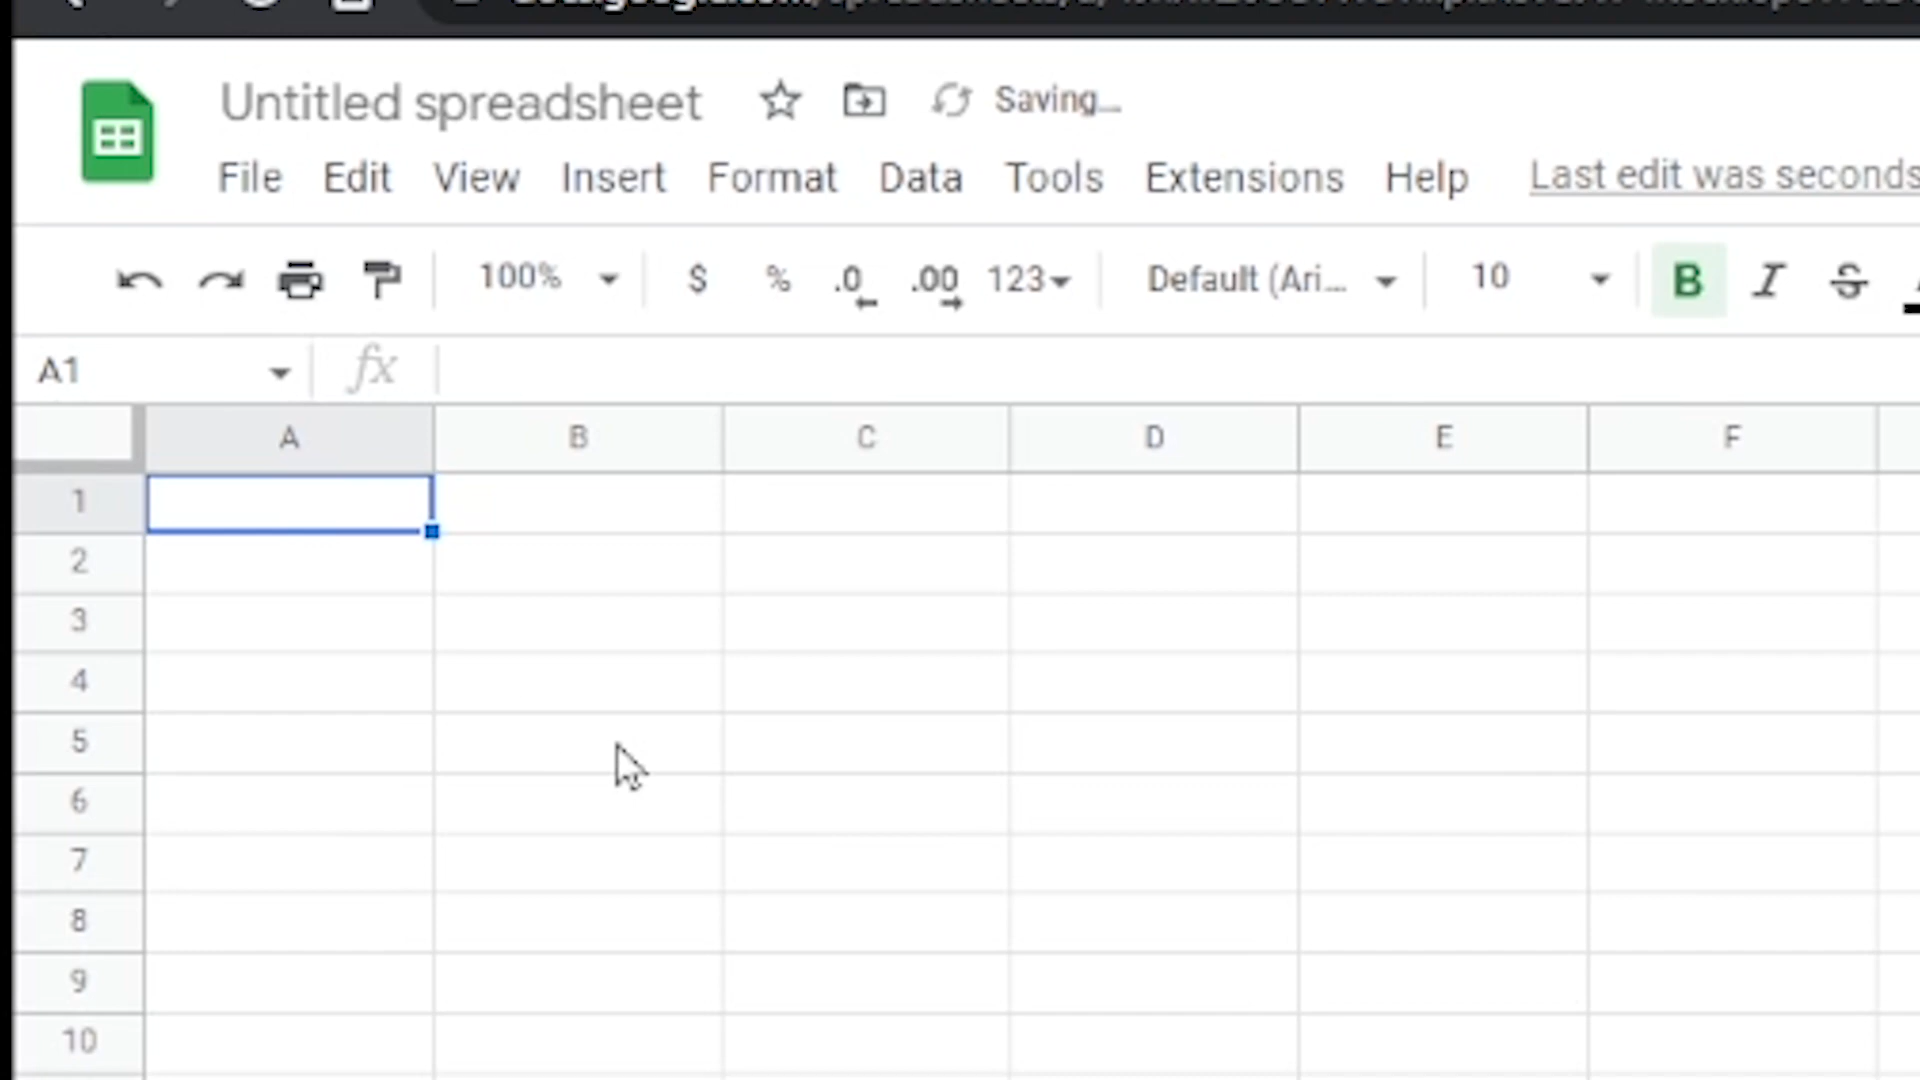 Untitled spreadsheet Saving...
File Edit View Insert Format Data Tools Extensions Help Last edit was seconds
100% $ % .0 .00 123 Default (Ari... 10 B I S
A1 fx
A B C D E F
1
2
3
4
5
6
7
8
9
10